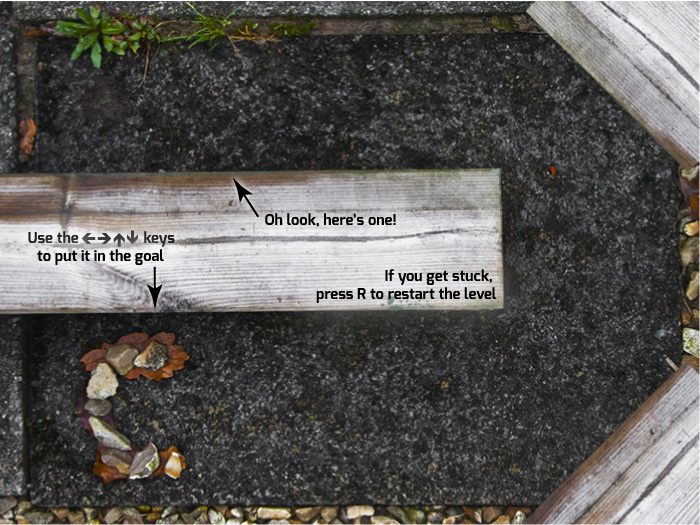 Oh look, here's one!
Use the ←→↑↓ keys
to put it in the goal
If you get stuck,
press R to restart the level